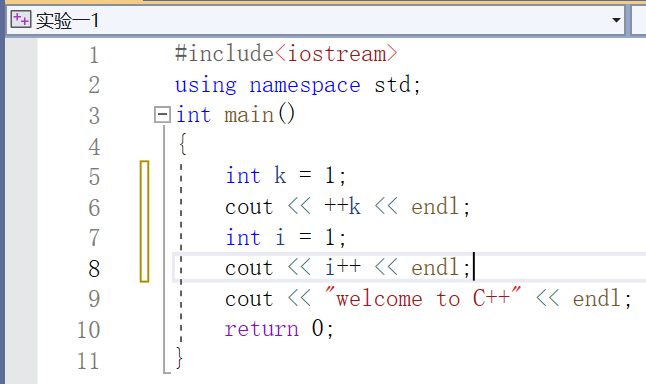 实验一1
1 #include<iostream>
2 using namespace std;
3 int main()
4 {
5 int k = 1;
6 cout << ++k << endl;
7 int i = 1;
8 cout << i++ << endl;
9 cout << "welcome to C++" << endl;
10 return 0;
11 }